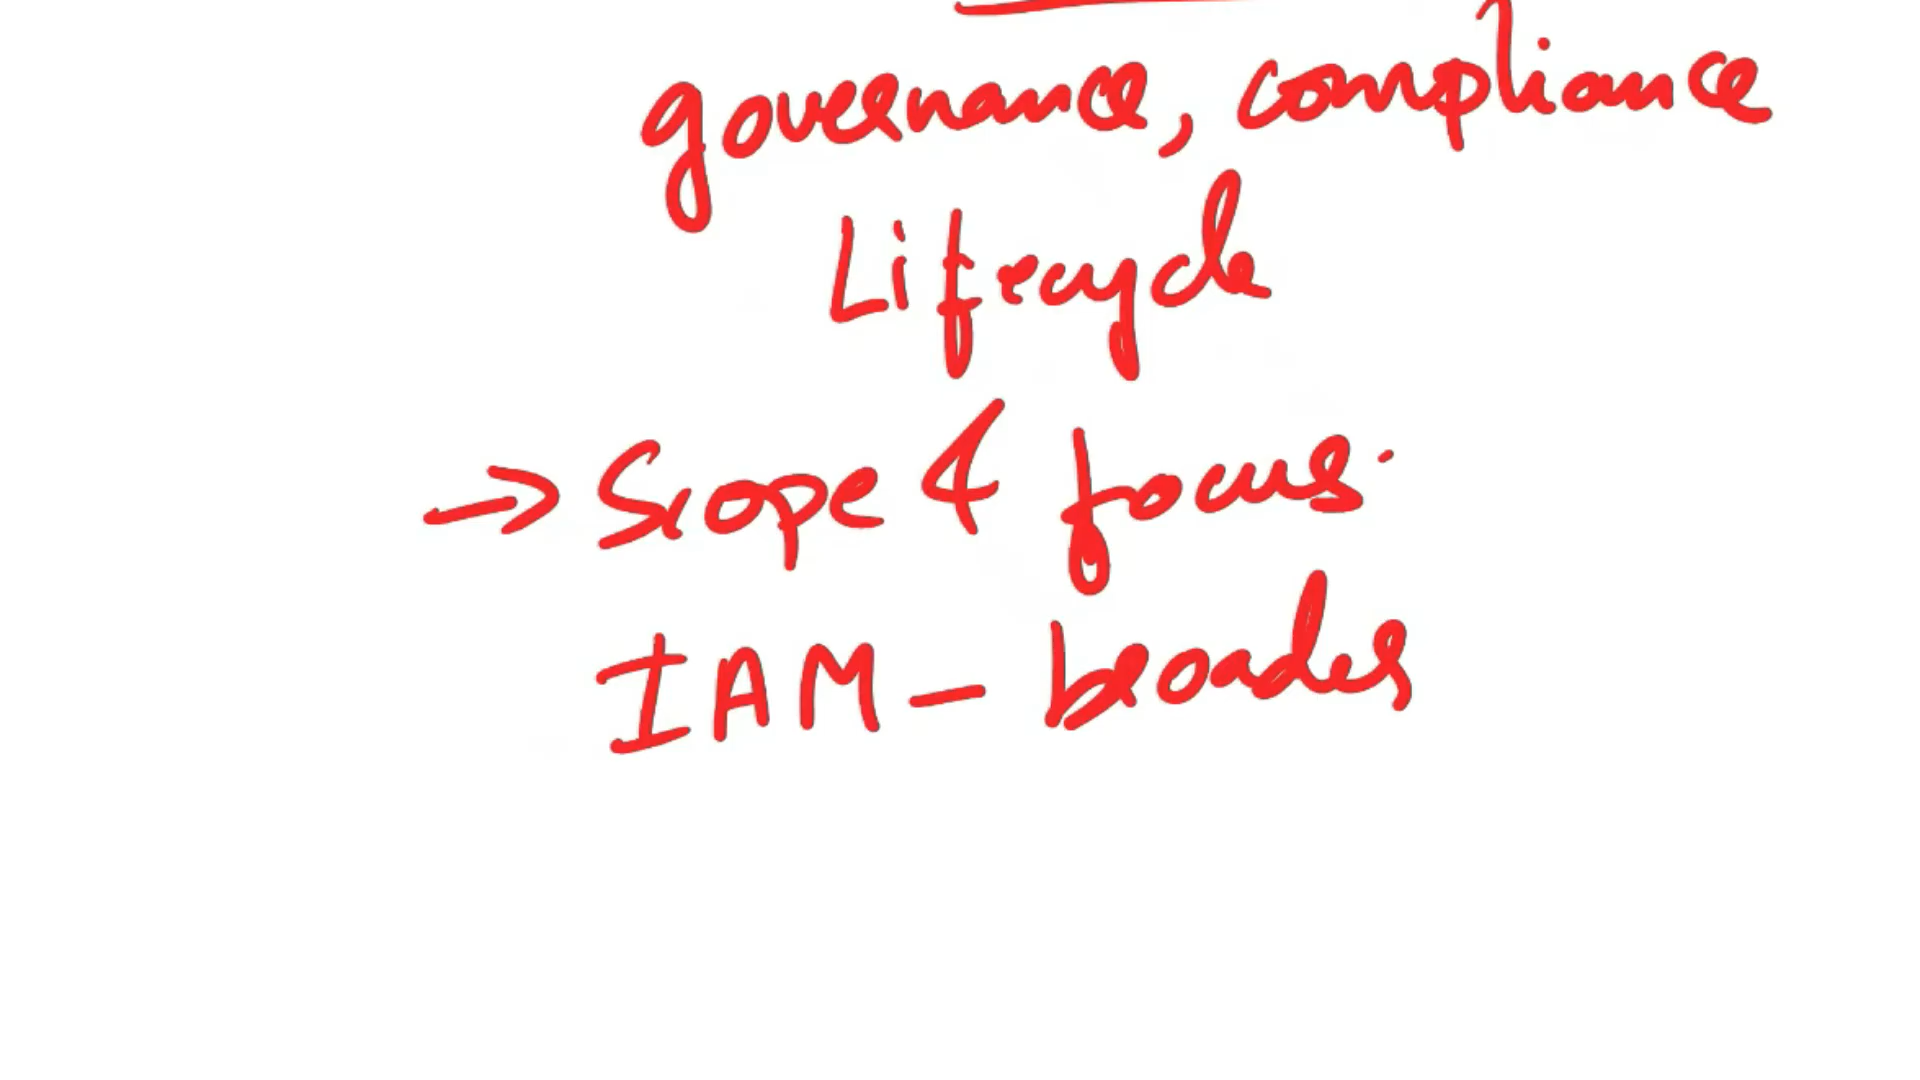 governance, compliance
Lifecycle
→ Scope & focus.
IAM - broader